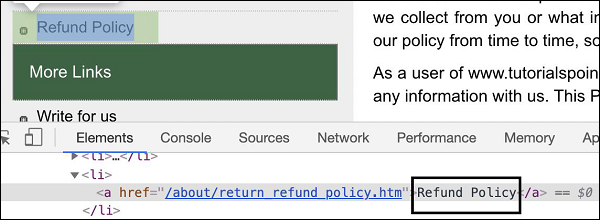 Refund Policy
More Links
Write for us
we collect from you or what in
our policy from time to time, so
As a user of www.tutorialspoin
any information with us. This P
Elements Console Sources Network Performance Memory
<li>…</li>
<li>
<a href="/about/return_refund_policy.htm">Refund Policy</a> == $0
</li>